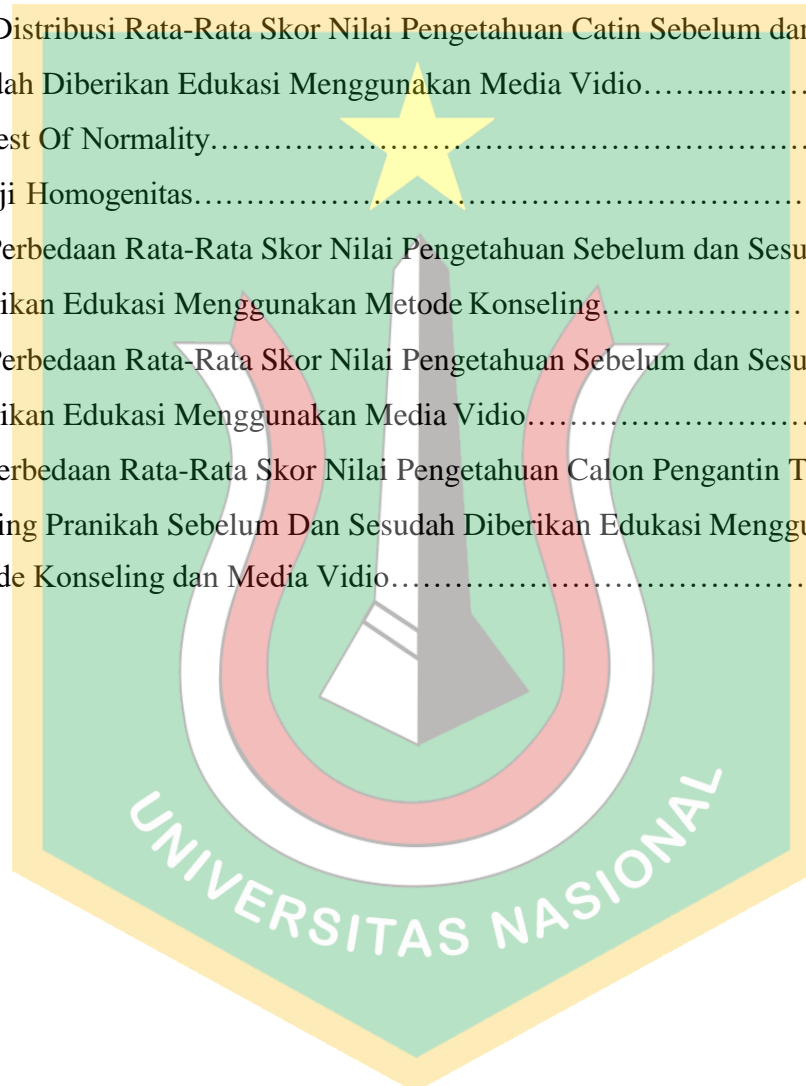 Distribusi Rata-Rata Skor Nilai Pengetahuan Catin Sebelum dan
dah Diberikan Edukasi Menggunakan Media Vidio…….…………
est Of Normality…………………………………………………………
ji Homogenitas……………………………………………………………
Perbedaan Rata-Rata Skor Nilai Pengetahuan Sebelum dan Sesu
rikan Edukasi Menggunakan Metode Konseling…………………
Perbedaan Rata-Rata Skor Nilai Pengetahuan Sebelum dan Sesu
rikan Edukasi Menggunakan Media Vidio…….……………………
erbedaan Rata-Rata Skor Nilai Pengetahuan Calon Pengantin T
ing Pranikah Sebelum Dan Sesudah Diberikan Edukasi Menggu
de Konseling dan Media Vidio………………………………………
UNIVERSITAS NASIONAL